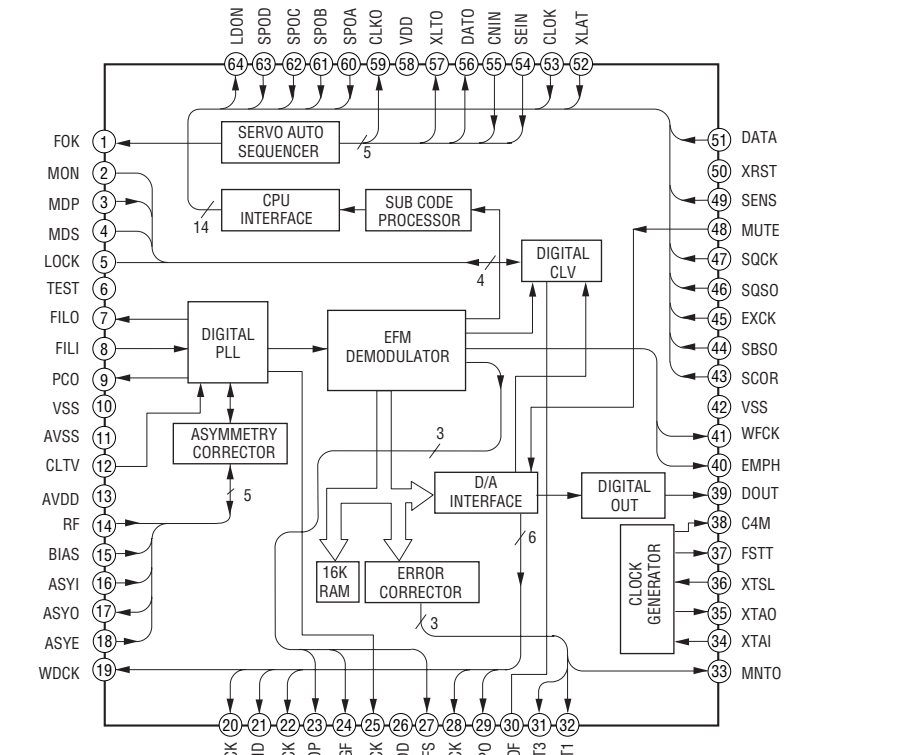 LDON
SPOD
SPOC
SPOB
SPOA
CLKO
VDD
XLTO
DATO
CNIN
SEIN
CLOK
XLAT
64
63
62
61
60
59
58
57
56
55
54
53
52
FOK
1
MON
2
MDP
3
MDS
4
LOCK
5
TEST
6
FILO
7
FILI
8
PCO
9
VSS
10
AVSS
11
CLTV
12
AVDD
13
RF
14
BIAS
15
ASYI
16
ASYO
17
ASYE
18
WDCK
19
SERVO AUTO
SEQUENCER
5
CPU
INTERFACE
14
SUB CODE
PROCESSOR
DIGITAL
CLV
4
DIGITAL
PLL
EFM
DEMODULATOR
ASYMMETRY
CORRECTOR
5
3
D/A
INTERFACE
6
DIGITAL
OUT
16K
RAM
ERROR
CORRECTOR
3
CLOCK
GENERATOR
51
DATA
50
XRST
49
SENS
48
MUTE
47
SQCK
46
SQSO
45
EXCK
44
SBSO
43
SCOR
42
VSS
41
WFCK
40
EMPH
39
DOUT
38
C4M
37
FSTT
36
XTSL
35
XTAO
34
XTAI
33
MNTO
20
21
22
23
24
25
26
27
28
29
30
31
32